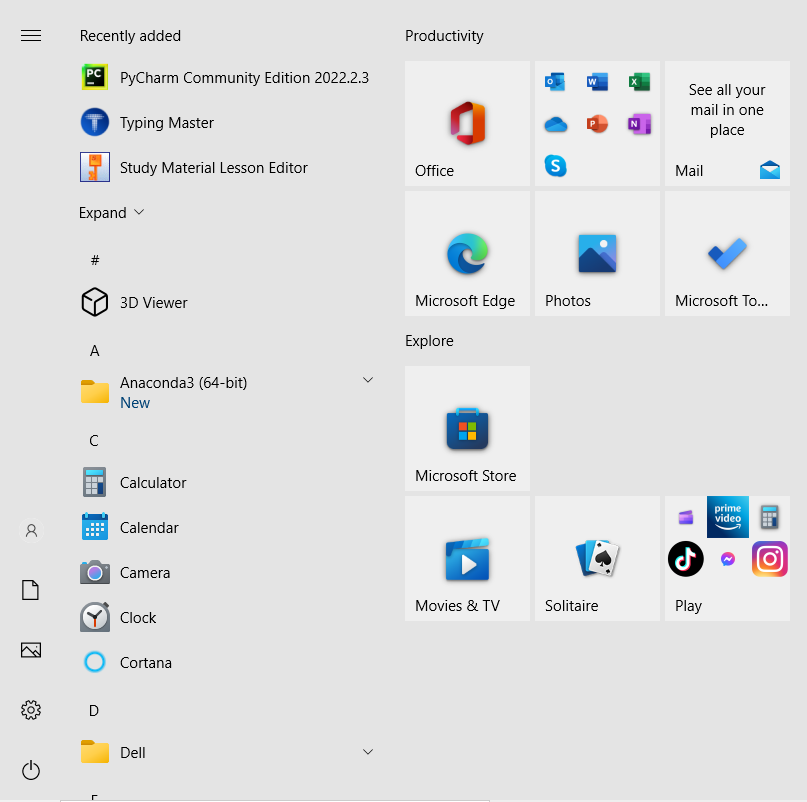 Recently added
PC PyCharm Community Edition 2022.2.3
T Typing Master
Study Material Lesson Editor
Expand
#
3D Viewer
A
Anaconda3 (64-bit)
New
C
Calculator
Calendar
Camera
Clock
Cortana
D
Dell
Productivity
Office
O
W
X
P
N
S
See all your
mail in one
place
Mail
Microsoft Edge
Photos
Microsoft To...
Explore
Microsoft Store
Movies & TV
Solitaire
prime
video
Play